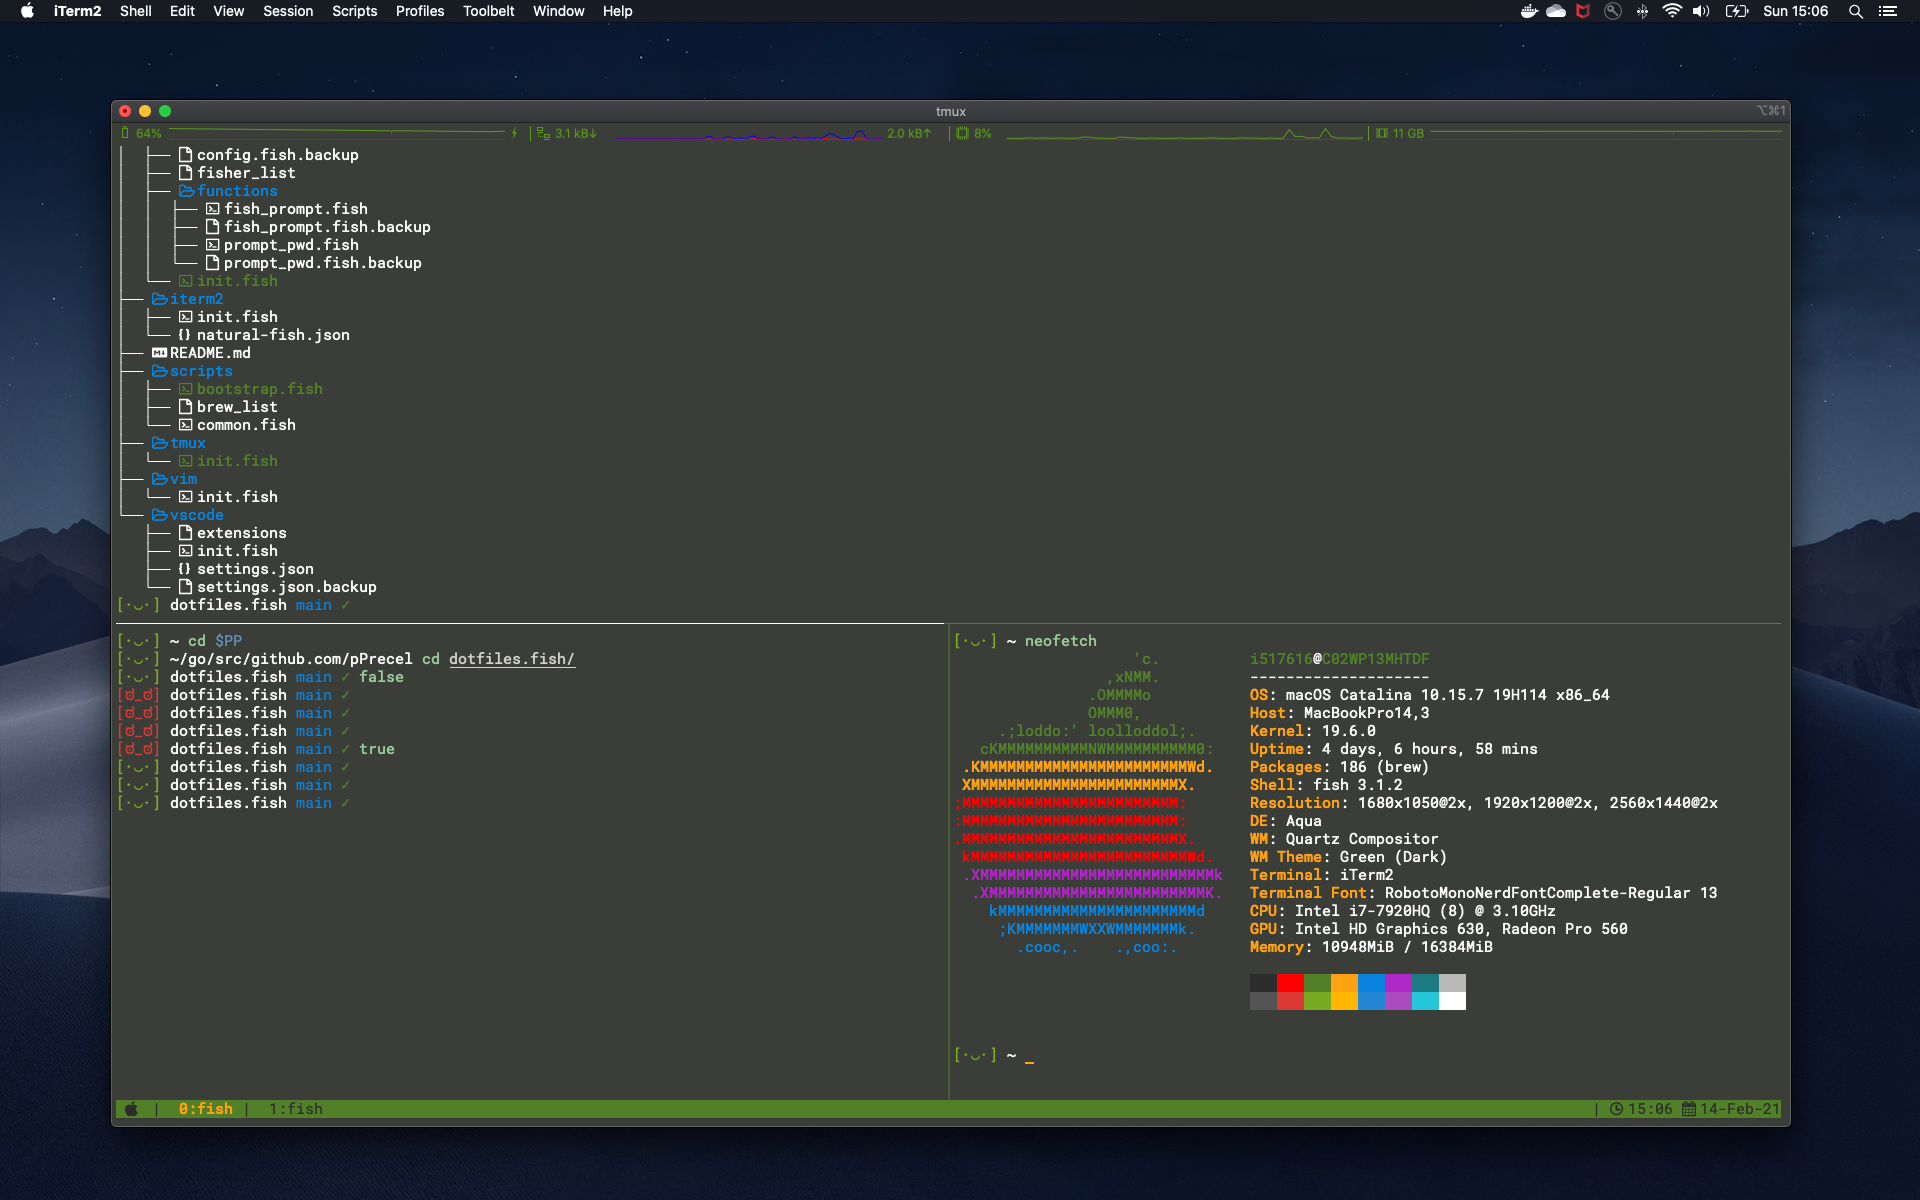 iTerm2 Shell Edit View Session Scripts Profiles Toolbelt Window Help Sun 15:06
tmux ⌥⌘1
64% 3.1 kB↓ 2.0 kB↑ 8% 11 GB
├── config.fish.backup
├── fisher_list
├── functions
├── fish_prompt.fish
├── fish_prompt.fish.backup
├── prompt_pwd.fish
└── prompt_pwd.fish.backup
└── init.fish
├── iterm2
├── init.fish
└── {} natural-fish.json
├── README.md
├── scripts
├── bootstrap.fish
├── brew_list
└── common.fish
├── tmux
└── init.fish
├── vim
└── init.fish
└── vscode
├── extensions
├── init.fish
├── {} settings.json
└── settings.json.backup
[·◡·] dotfiles.fish main ✓
[·◡·] ~ cd $PP
[·◡·] ~/go/src/github.com/pPrecel cd dotfiles.fish/
[·◡·] dotfiles.fish main ✓ false
[ಠ_ಠ] dotfiles.fish main ✓
[ಠ_ಠ] dotfiles.fish main ✓
[ಠ_ಠ] dotfiles.fish main ✓
[ಠ_ಠ] dotfiles.fish main ✓ true
[·◡·] dotfiles.fish main ✓
[·◡·] dotfiles.fish main ✓
[·◡·] dotfiles.fish main ✓
[·◡·] ~ neofetch
'c.
,xNMM.
.OMMMMo
OMMM0,
.;loddo:' loolloddol;.
cKMMMMMMMMMMNWMMMMMMMMMM0:
.KMMMMMMMMMMMMMMMMMMMMMMMWd.
XMMMMMMMMMMMMMMMMMMMMMMMX.
;MMMMMMMMMMMMMMMMMMMMMMMM:
:MMMMMMMMMMMMMMMMMMMMMMMM:
.MMMMMMMMMMMMMMMMMMMMMMMMX.
kMMMMMMMMMMMMMMMMMMMMMMMMWd.
.XMMMMMMMMMMMMMMMMMMMMMMMMMMk
.XMMMMMMMMMMMMMMMMMMMMMMMMK.
kMMMMMMMMMMMMMMMMMMMMMMd
;KMMMMMMMWXXWMMMMMMMk.
.cooc,. .,coo:.
i517616@C02WP13MHTDF
--------------------
OS: macOS Catalina 10.15.7 19H114 x86_64
Host: MacBookPro14,3
Kernel: 19.6.0
Uptime: 4 days, 6 hours, 58 mins
Packages: 186 (brew)
Shell: fish 3.1.2
Resolution: 1680x1050@2x, 1920x1200@2x, 2560x1440@2x
DE: Aqua
WM: Quartz Compositor
WM Theme: Green (Dark)
Terminal: iTerm2
Terminal Font: RobotoMonoNerdFontComplete-Regular 13
CPU: Intel i7-7920HQ (8) @ 3.10GHz
GPU: Intel HD Graphics 630, Radeon Pro 560
Memory: 10948MiB / 16384MiB
[·◡·] ~ _
| 0:fish | 1:fish | 15:06 14-Feb-21